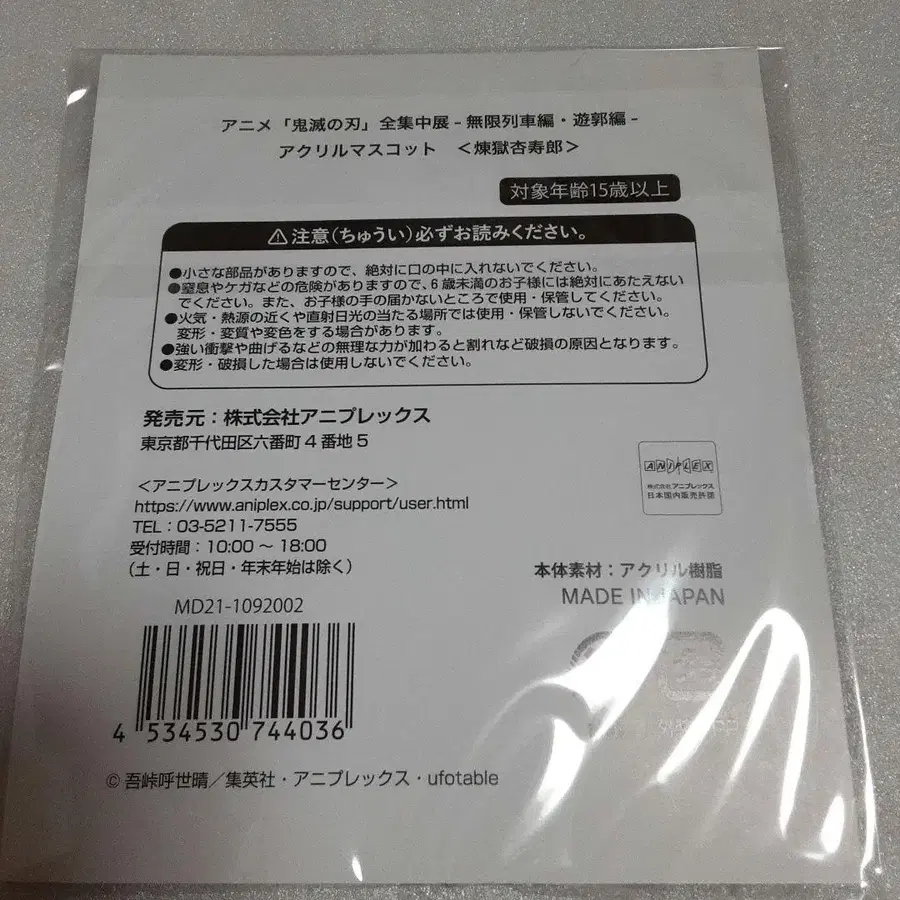 アニメ「鬼滅の刃」全集中展 - 無限列車編・遊郭編 -
アクリルマスコット ＜煉獄杏寿郎＞
対象年齢15歳以上
⚠注意(ちゅうい)必ずお読みください。
●小さな部品がありますので、絶対に口の中に入れないでください。
●窒息やケガなどの危険がありますので、6歳未満のお子様には絶対にあたえない
でください。また、お子様の手の届かないところで使用・保管してください。
●火気・熱源の近くや直射日光の当たる場所では使用・保管しないでください。
変形・変質や変色をする場合があります。
●強い衝撃や曲げるなどの無理な力が加わると割れなど破損の原因となります。
●変形・破損した場合は使用しないでください。
発売元：株式会社アニプレックス
東京都千代田区六番町4番地5
＜アニプレックスカスタマーセンター＞
https://www.aniplex.co.jp/support/user.html
TEL：03-5211-7555
受付時間：10:00～18:00
(土・日・祝日・年末年始は除く)
ANIPLEX
株式会社アニプレックス
日本国内販売許諾
本体素材：アクリル樹脂
MADE IN JAPAN
MD21-1092002
4 534530 744036
© 吾峠呼世晴／集英社・アニプレックス・ufotable